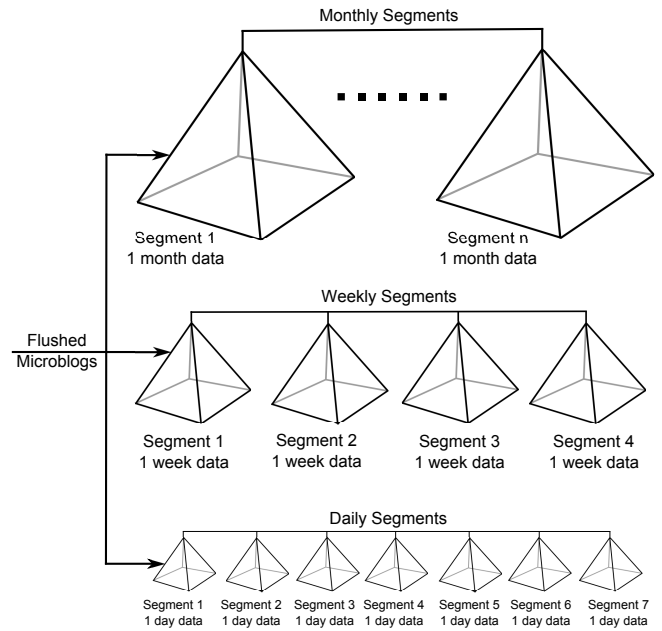 Monthly Segments
Segment 1
1 month data
Segment n
1 month data
Flushed
Microblogs
Weekly Segments
Segment 1
1 week data
Segment 2
1 week data
Segment 3
1 week data
Segment 4
1 week data
Daily Segments
Segment 1
1 day data
Segment 2
1 day data
Segment 3
1 day data
Segment 4
1 day data
Segment 5
1 day data
Segment 6
1 day data
Segment 7
1 day data